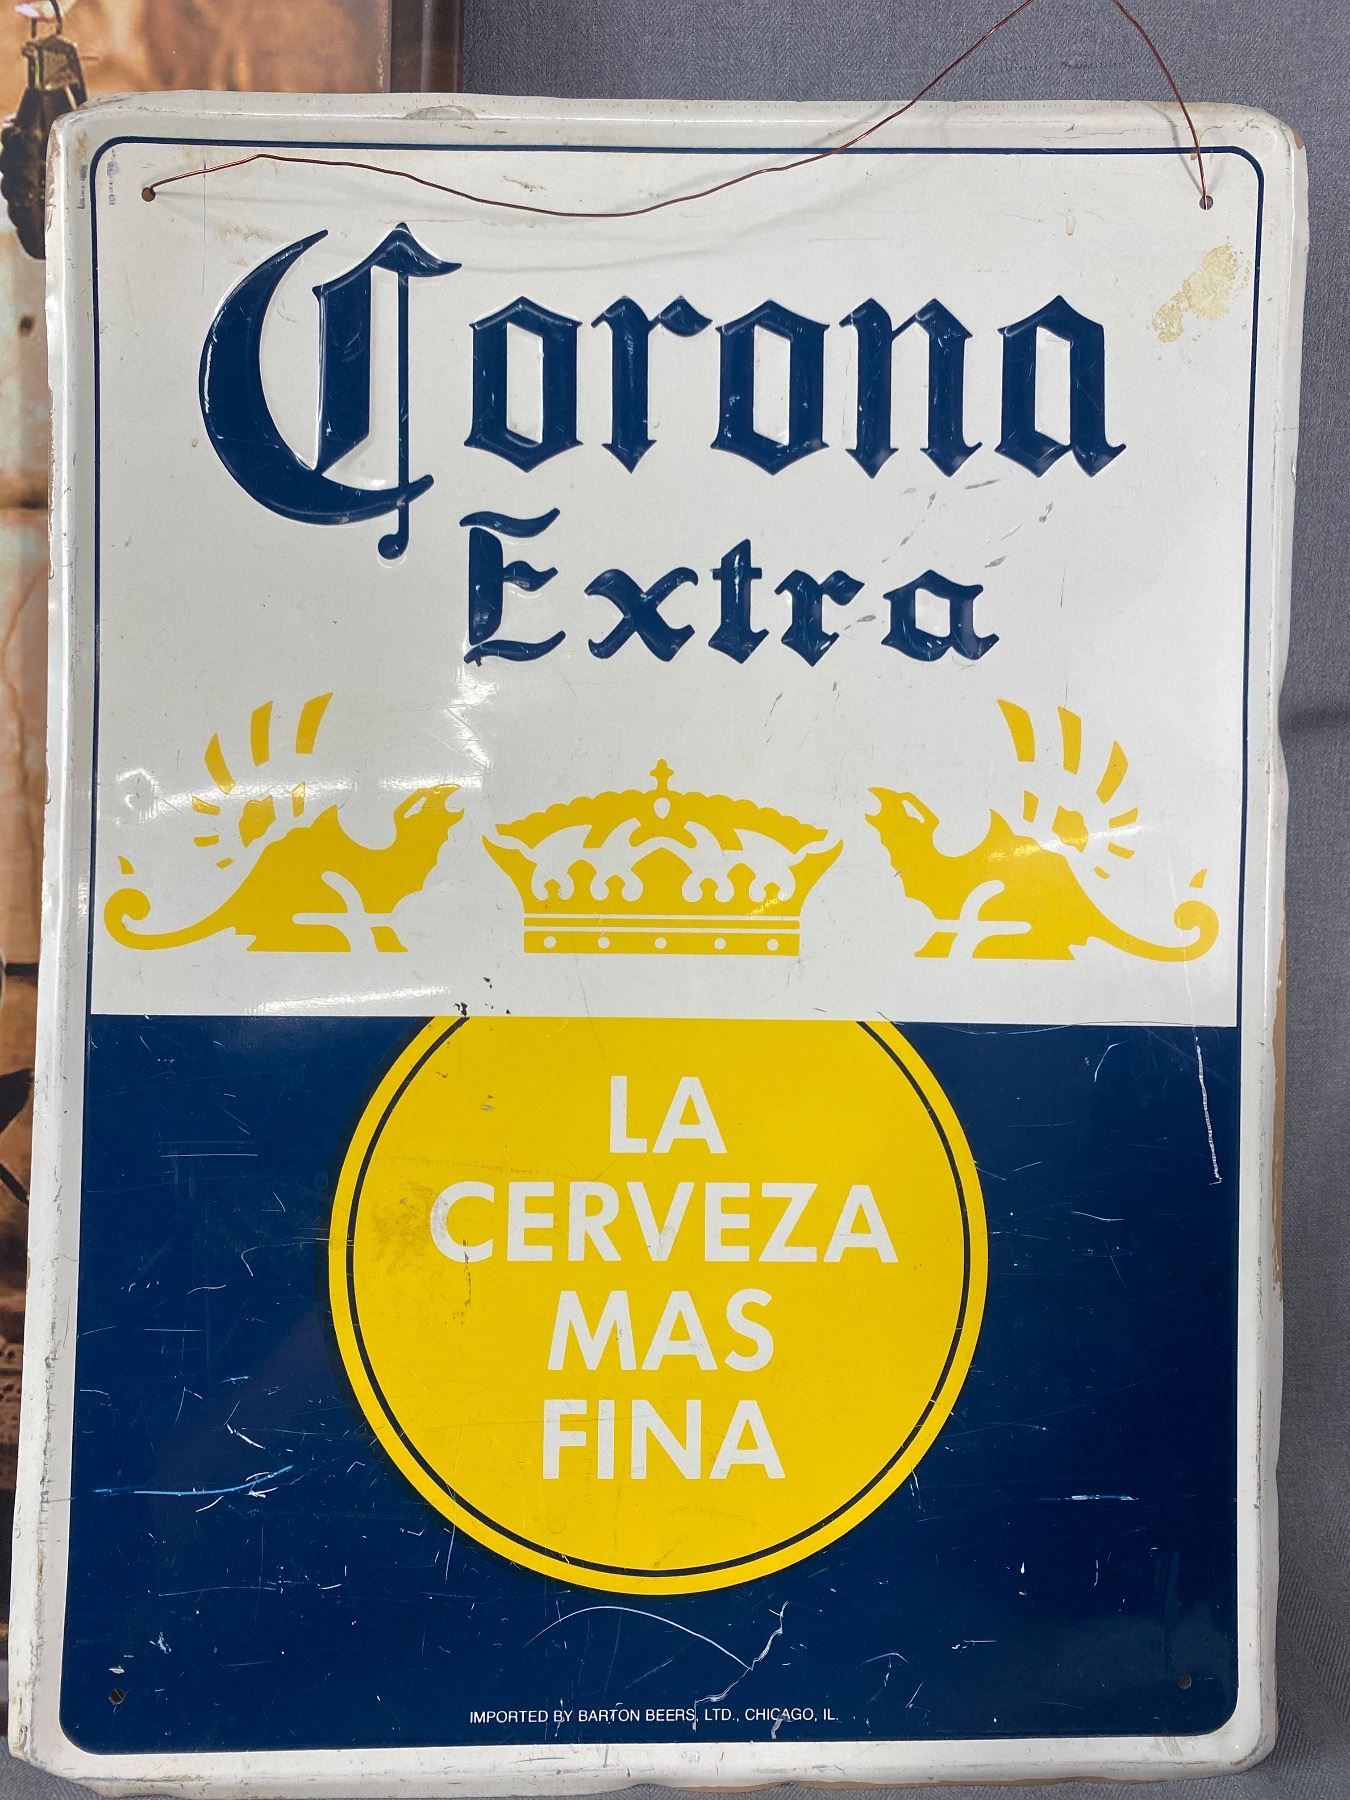 Corona
Extra
LA
CERVEZA
MAS
FINA
IMPORTED BY BARTON BEERS, LTD., CHICAGO, IL.